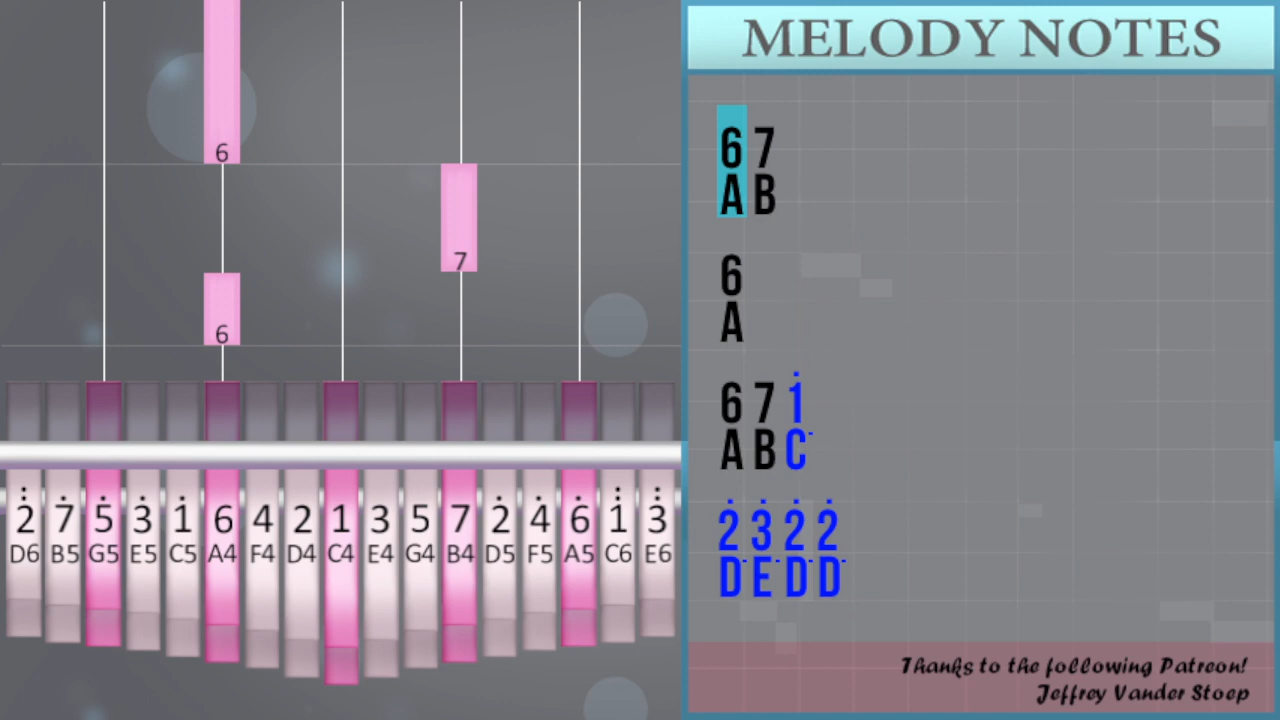 MELODY NOTES
6
7
6
2 7 5 3 1 6 4 2 1 3 5 7 2 4 6 1 3
D6 B5 G5 E5 C5 A4 F4 D4 C4 E4 G4 B4 D5 F5 A5 C6 E6
6 7
A B
6
A
6 7 1
A B C
2 3 2 2
D E D D
Thanks to the following Patreon!
Jeffrey Vander Stoep